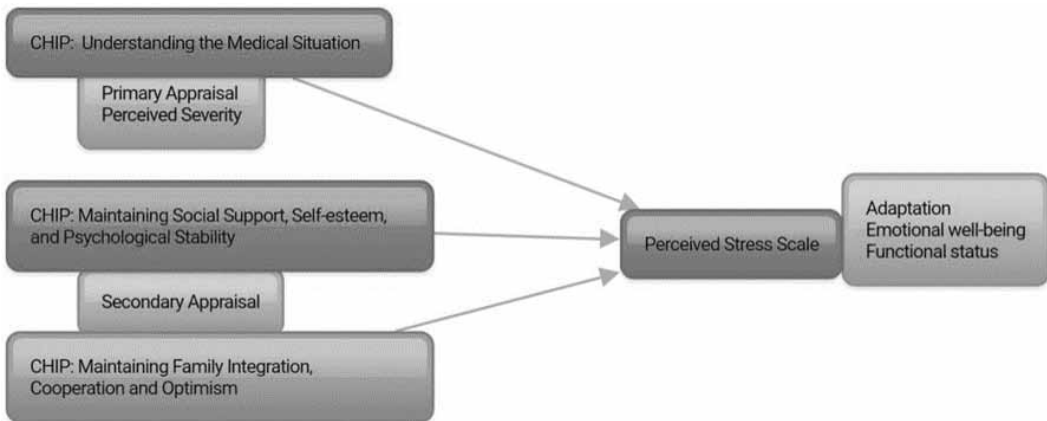 CHIP: Understanding the Medical Situation
Primary Appraisal
Perceived Severity
CHIP: Maintaining Social Support, Self-esteem,
and Psychological Stability
Secondary Appraisal
CHIP: Maintaining Family Integration,
Cooperation and Optimism
Perceived Stress Scale
Adaptation
Emotional well-being
Functional status